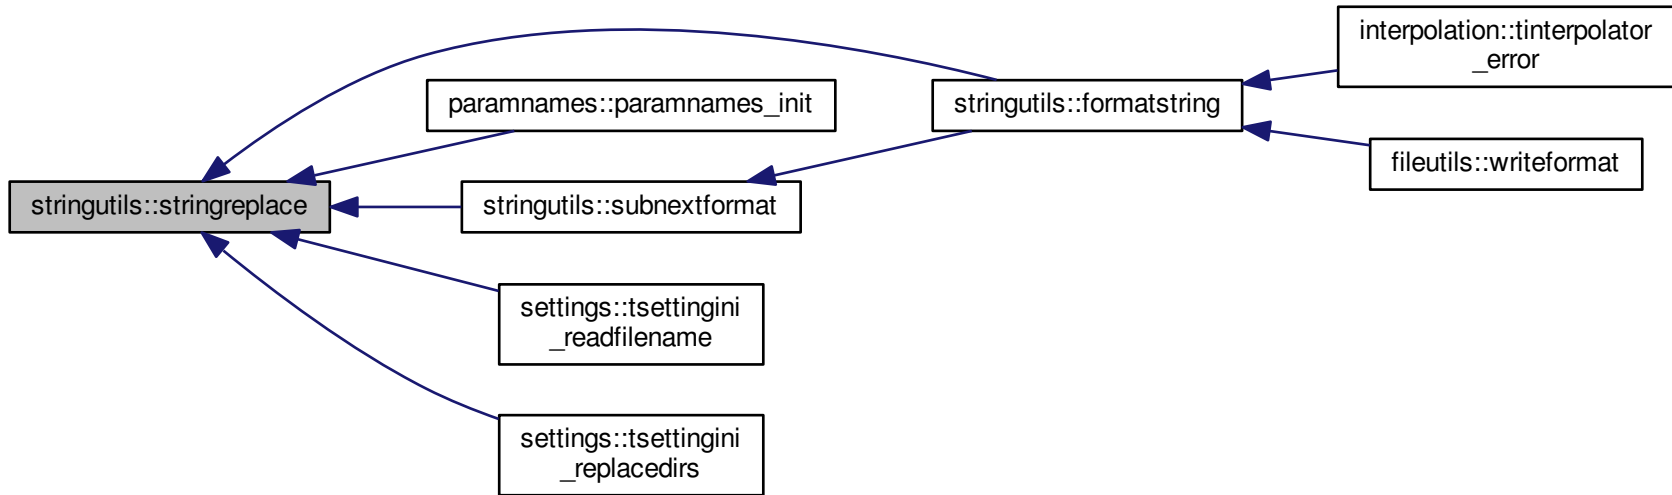 interpolation::tinterpolator
_error
paramnames::paramnames_init
stringutils::formatstring
fileutils::writeformat
stringutils::stringreplace
stringutils::subnextformat
settings::tsettingini
_readfilename
settings::tsettingini
_replacedirs